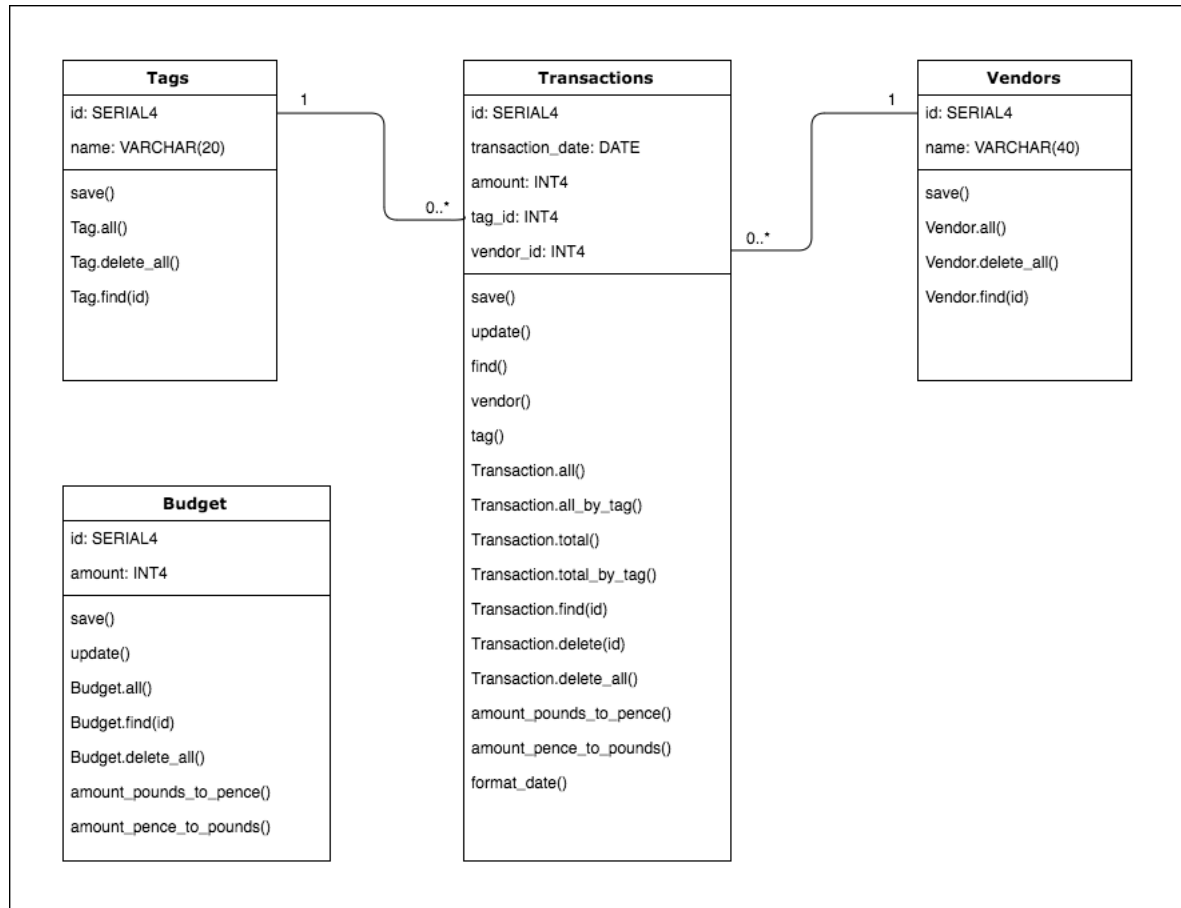 Tags
id: SERIAL4
name: VARCHAR(20)
save()
Tag.all()
Tag.delete_all()
Tag.find(id)
1
0..*
Transactions
id: SERIAL4
transaction_date: DATE
amount: INT4
tag_id: INT4
vendor_id: INT4
save()
update()
find()
vendor()
tag()
Transaction.all()
Transaction.all_by_tag()
Transaction.total()
Transaction.total_by_tag()
Transaction.find(id)
Transaction.delete(id)
Transaction.delete_all()
amount_pounds_to_pence()
amount_pence_to_pounds()
format_date()
1
0..*
Vendors
id: SERIAL4
name: VARCHAR(40)
save()
Vendor.all()
Vendor.delete_all()
Vendor.find(id)
Budget
id: SERIAL4
amount: INT4
save()
update()
Budget.all()
Budget.find(id)
Budget.delete_all()
amount_pounds_to_pence()
amount_pence_to_pounds()